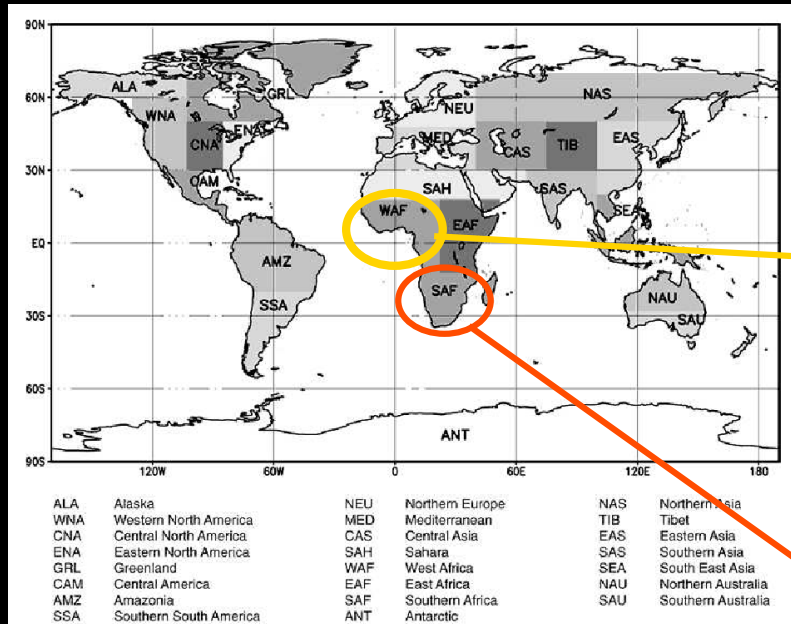 90N
60N
30N
EQ
30S
60S
90S
ALA
GRL
NEU
NAS
WNA
CNA
ENA
MED
CAS
TIB
EAS
CAM
SAH
SAS
WAF
EAF
SEA
AMZ
SAF
NAU
SSA
SAU
ANT
120W 60W 0 60E 120E 180
ALA Alaska NEU Northern Europe NAS Northern Asia
WNA Western North America MED Mediterranean TIB Tibet
CNA Central North America CAS Central Asia EAS Eastern Asia
ENA Eastern North America SAH Sahara SAS Southern Asia
GRL Greenland WAF West Africa SEA South East Asia
CAM Central America EAF East Africa NAU Northern Australia
AMZ Amazonia SAF Southern Africa SAU Southern Australia
SSA Southern South America ANT Antarctic